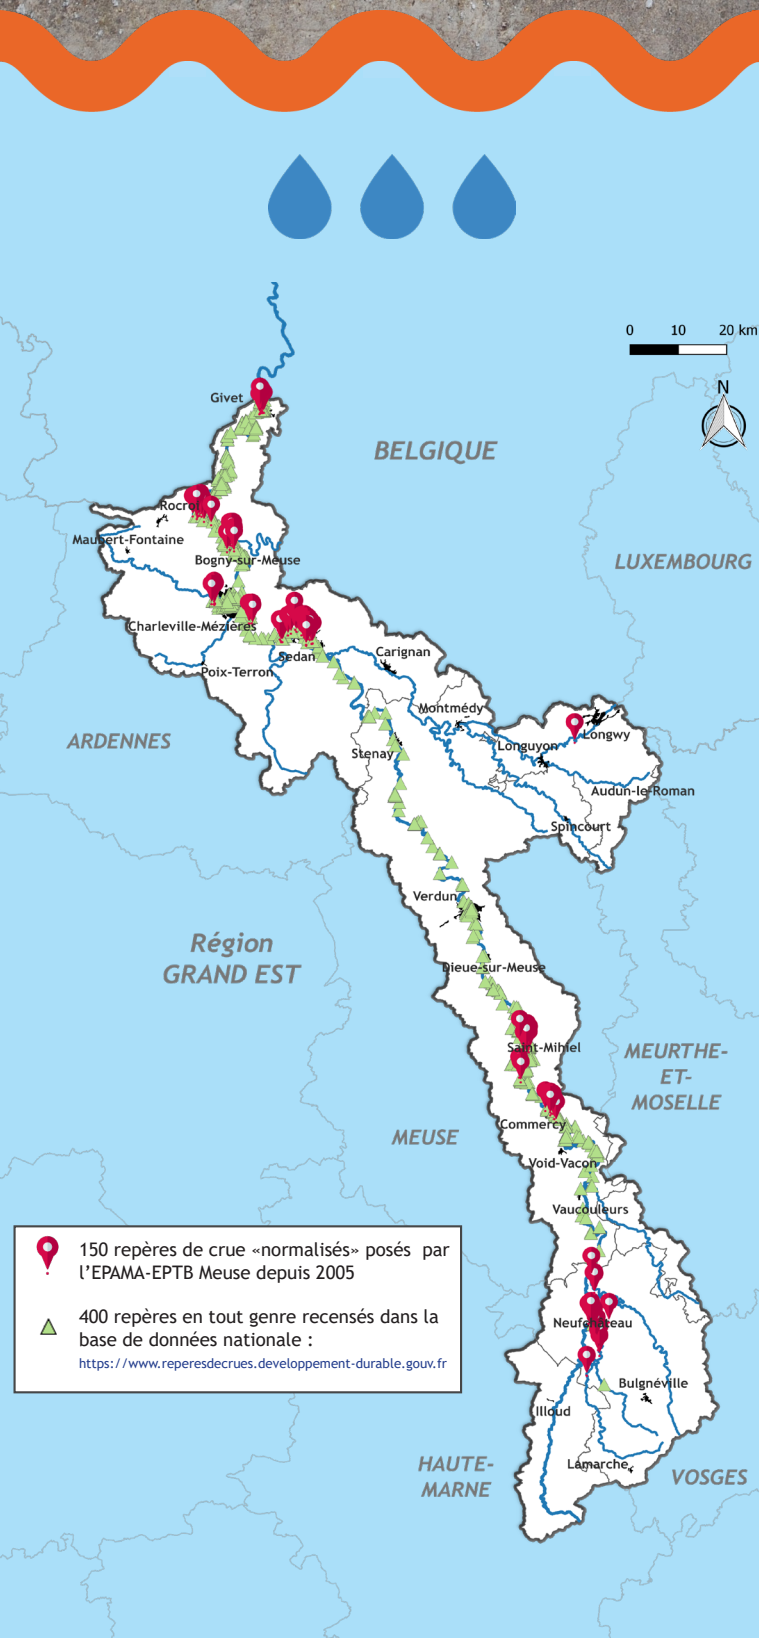 0 10 20 km
N
Givet
BELGIQUE
Rocroi
Maubert-Fontaine
Bogny-sur-Meuse
LUXEMBOURG
Charleville-Mézières
Sedan
Carignan
Poix-Terron
Montmédy
ARDENNES
Longwy
Longuyon
Stenay
Audun-le-Roman
Spincourt
Verdun
Région
GRAND EST
Dieue-sur-Meuse
Saint-Mihiel
MEURTHE-
ET-
MOSELLE
Commercy
MEUSE
Void-Vacon
Vaucouleurs
150 repères de crue «normalisés» posés par
l’EPAMA-EPTB Meuse depuis 2005
400 repères en tout genre recensés dans la
base de données nationale :
https://www.reperesdecrues.developpement-durable.gouv.fr
Neufchâteau
Bulgnéville
Illoud
HAUTE-
MARNE
Lamarche
VOSGES